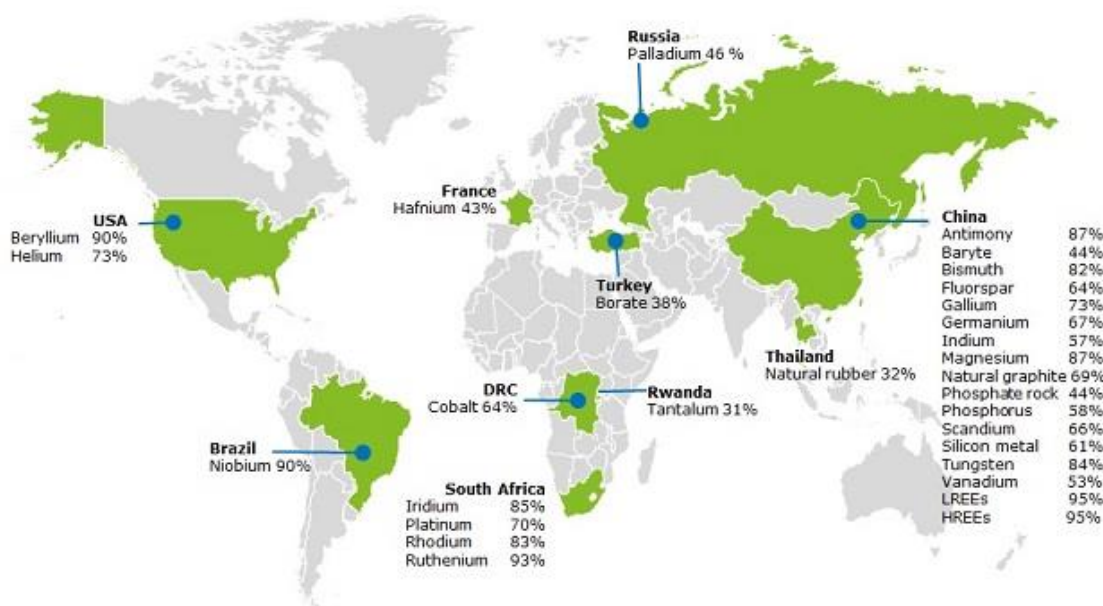 Russia
Palladium 46 %
France
Hafnium 43%
USA
Beryllium 90%
Helium 73%
Turkey
Borate 38%
China
Antimony 87%
Baryte 44%
Bismuth 82%
Fluorspar 64%
Gallium 73%
Germanium 67%
Indium 57%
Magnesium 87%
Natural graphite 69%
Phosphate rock 44%
Phosphorus 58%
Scandium 66%
Silicon metal 61%
Tungsten 84%
Vanadium 53%
LREEs 95%
HREEs 95%
Thailand
Natural rubber 32%
DRC
Cobalt 64%
Rwanda
Tantalum 31%
Brazil
Niobium 90%
South Africa
Iridium 85%
Platinum 70%
Rhodium 83%
Ruthenium 93%